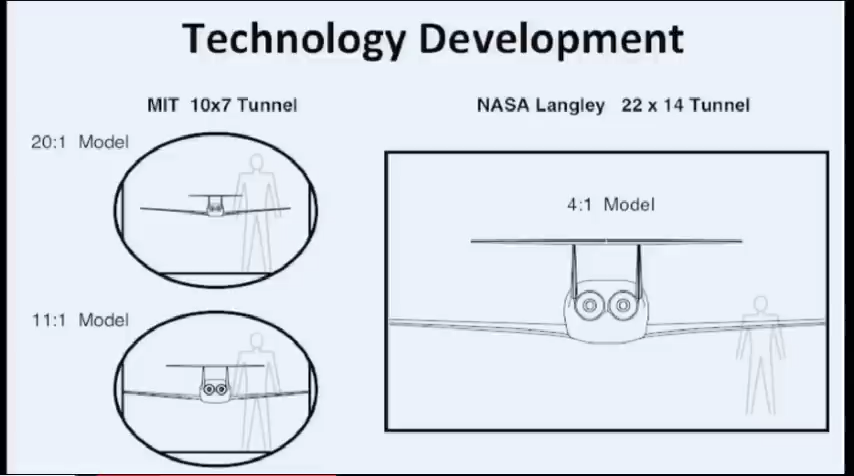 Technology Development
MIT 10x7 Tunnel
20:1 Model
11:1 Model
NASA Langley 22 x 14 Tunnel
4:1 Model